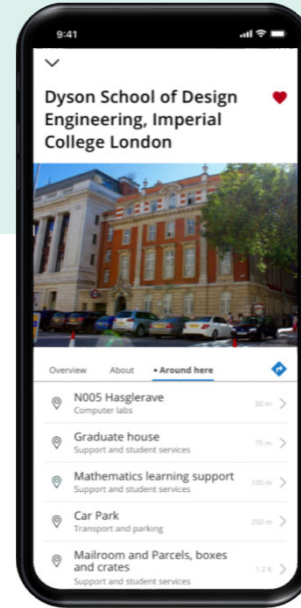 9:41
Dyson School of Design
Engineering, Imperial
College London
Overview About • Around here
N005 Hasglerave
Computer labs
50 m
Graduate house
Support and student services
75 m
Mathematics learning support
Support and student services
100 m
Car Park
Transport and parking
250 m
Mailroom and Parcels, boxes
and crates
Support and student services
1.2 K